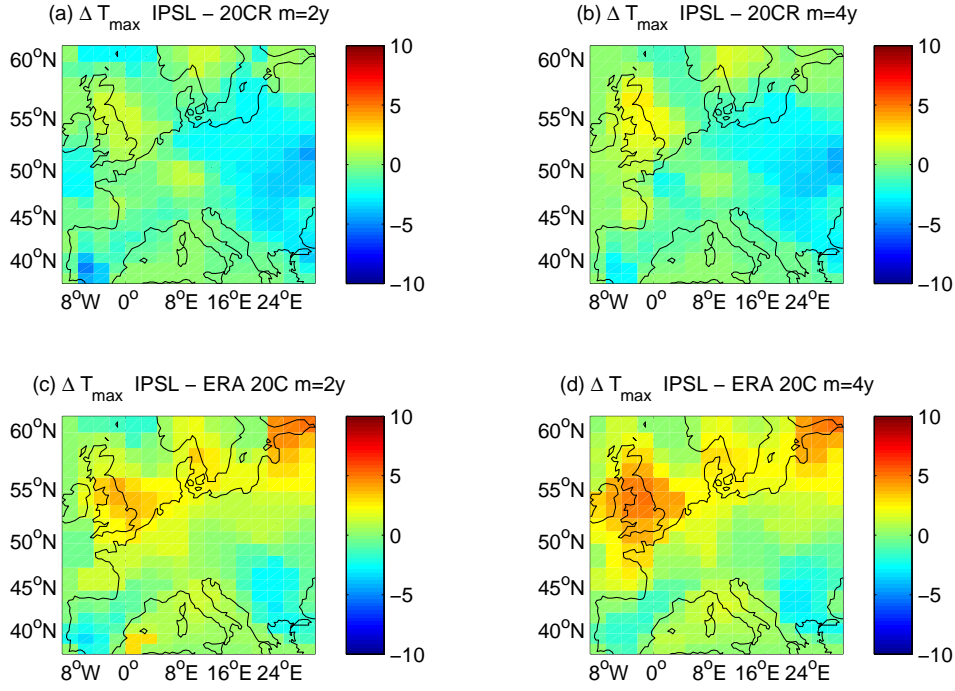 (a) Δ T_max IPSL − 20CR m=2y
60°N
55°N
50°N
45°N
40°N
8°W 0° 8°E 16°E 24°E
10
5
0
−5
−10
(b) Δ T_max IPSL − 20CR m=4y
60°N
55°N
50°N
45°N
40°N
8°W 0° 8°E 16°E 24°E
10
5
0
−5
−10
(c) Δ T_max IPSL − ERA 20C m=2y
60°N
55°N
50°N
45°N
40°N
8°W 0° 8°E 16°E 24°E
10
5
0
−5
−10
(d) Δ T_max IPSL − ERA 20C m=4y
60°N
55°N
50°N
45°N
40°N
8°W 0° 8°E 16°E 24°E
10
5
0
−5
−10